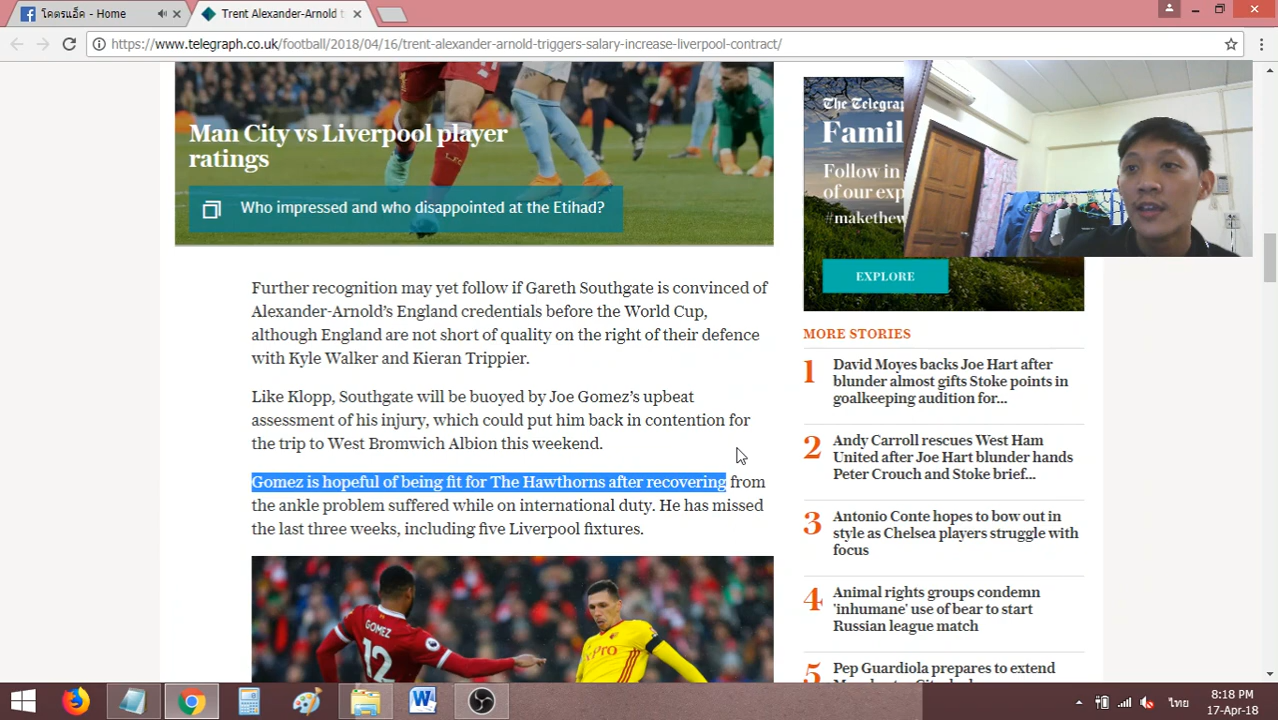 โคตรแอ็ค - Home
Trent Alexander-Arnold t
https://www.telegraph.co.uk/football/2018/04/16/trent-alexander-arnold-triggers-salary-increase-liverpool-contract/
Man City vs Liverpool player
ratings
Who impressed and who disappointed at the Etihad?
Further recognition may yet follow if Gareth Southgate is convinced of
Alexander-Arnold’s England credentials before the World Cup,
although England are not short of quality on the right of their defence
with Kyle Walker and Kieran Trippier.
Like Klopp, Southgate will be buoyed by Joe Gomez’s upbeat
assessment of his injury, which could put him back in contention for
the trip to West Bromwich Albion this weekend.
Gomez is hopeful of being fit for The Hawthorns after recovering from
the ankle problem suffered while on international duty. He has missed
the last three weeks, including five Liverpool fixtures.
GOMEZ
12
The Telegrap
Famil
Follow in
of our exp
#makethew
EXPLORE
MORE STORIES
1
David Moyes backs Joe Hart after
blunder almost gifts Stoke points in
goalkeeping audition for...
2
Andy Carroll rescues West Ham
United after Joe Hart blunder hands
Peter Crouch and Stoke brief...
3
Antonio Conte hopes to bow out in
style as Chelsea players struggle with
focus
4
Animal rights groups condemn
'inhumane' use of bear to start
Russian league match
5
Pep Guardiola prepares to extend
ไทย
8:18 PM
17-Apr-18